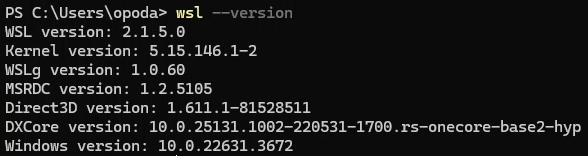 PS C:\Users\opoda> wsl --version
WSL version: 2.1.5.0
Kernel version: 5.15.146.1-2
WSLg version: 1.0.60
MSRDC version: 1.2.5105
Direct3D version: 1.611.1-81528511
DXCore version: 10.0.25131.1002-220531-1700.rs-onecore-base2-hyp
Windows version: 10.0.22631.3672